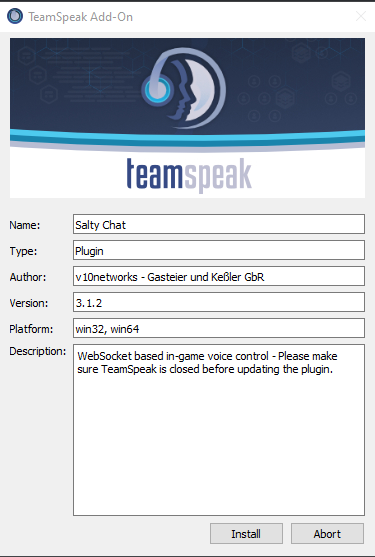 TeamSpeak Add-On
teamspeak
Name: Salty Chat
Type: Plugin
Author: v10networks - Gasteier und Keßler GbR
Version: 3.1.2
Platform: win32, win64
Description: WebSocket based in-game voice control - Please make
sure TeamSpeak is closed before updating the plugin.
Install Abort